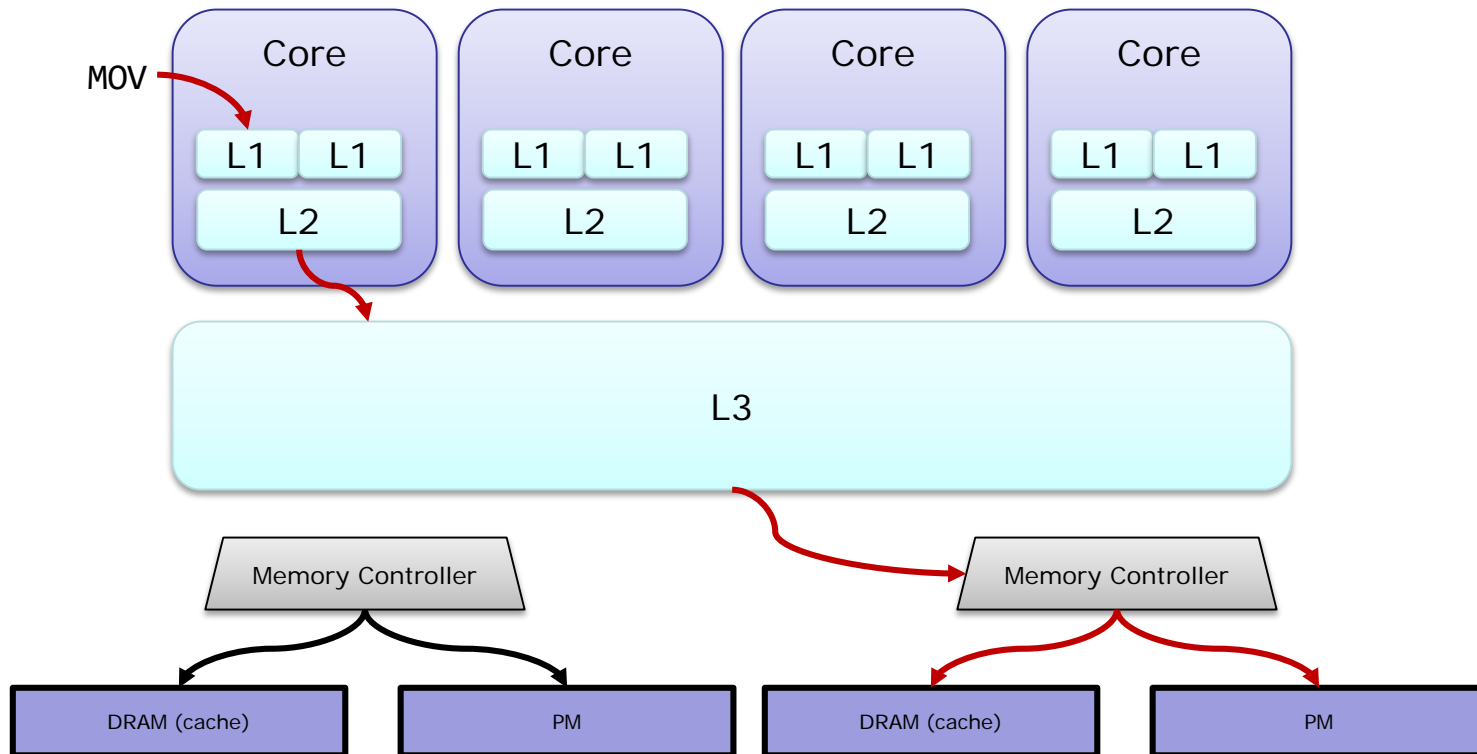 Core
Core
Core
Core
MOV
L1
L1
L1
L1
L1
L1
L1
L1
L2
L2
L2
L2
L3
Memory Controller
Memory Controller
DRAM (cache)
PM
DRAM (cache)
PM